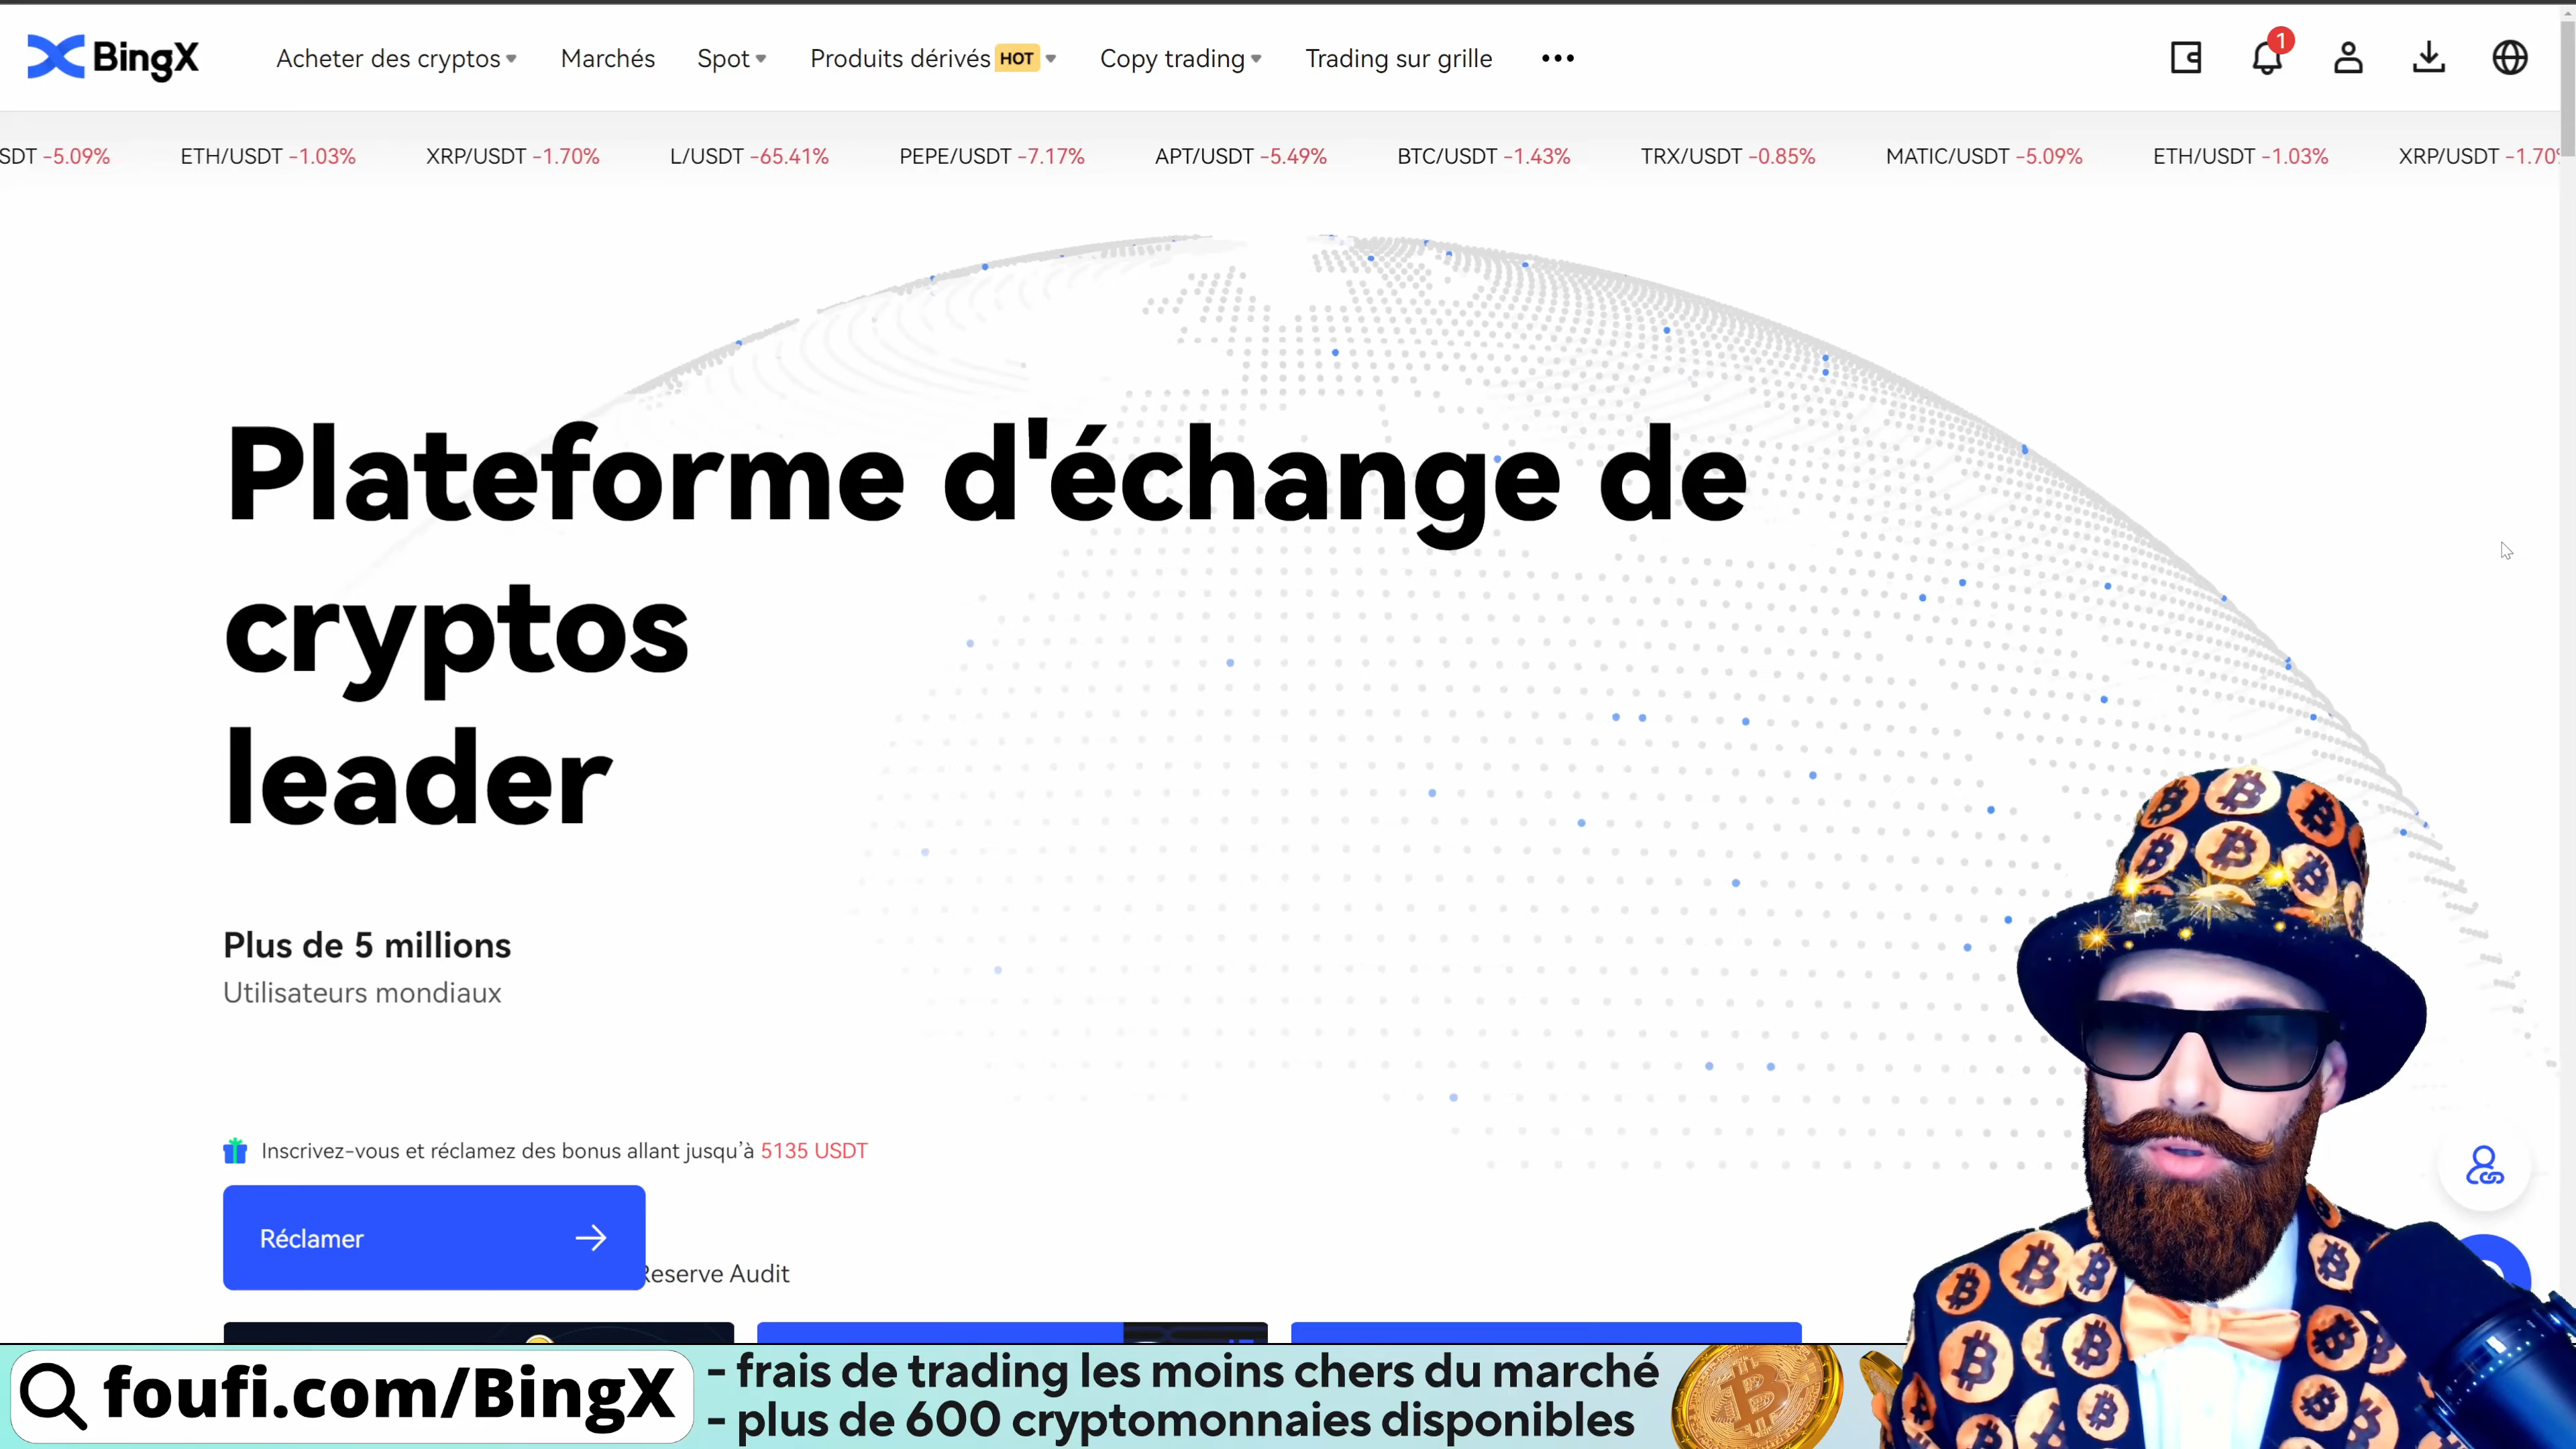 BingX
Acheter des cryptos Marchés Spot Produits dérivés HOT Copy trading Trading sur grille •••
1
SDT -5.09% ETH/USDT -1.03% XRP/USDT -1.70% L/USDT -65.41% PEPE/USDT -7.17% APT/USDT -5.49% BTC/USDT -1.43% TRX/USDT -0.85% MATIC/USDT -5.09% ETH/USDT -1.03% XRP/USDT -1.70%
Plateforme d'échange de
cryptos
leader
Plus de 5 millions
Utilisateurs mondiaux
Inscrivez-vous et réclamez des bonus allant jusqu'à 5135 USDT
Réclamer
Reserve Audit
foufi.com/BingX
- frais de trading les moins chers du marché
- plus de 600 cryptomonnaies disponibles